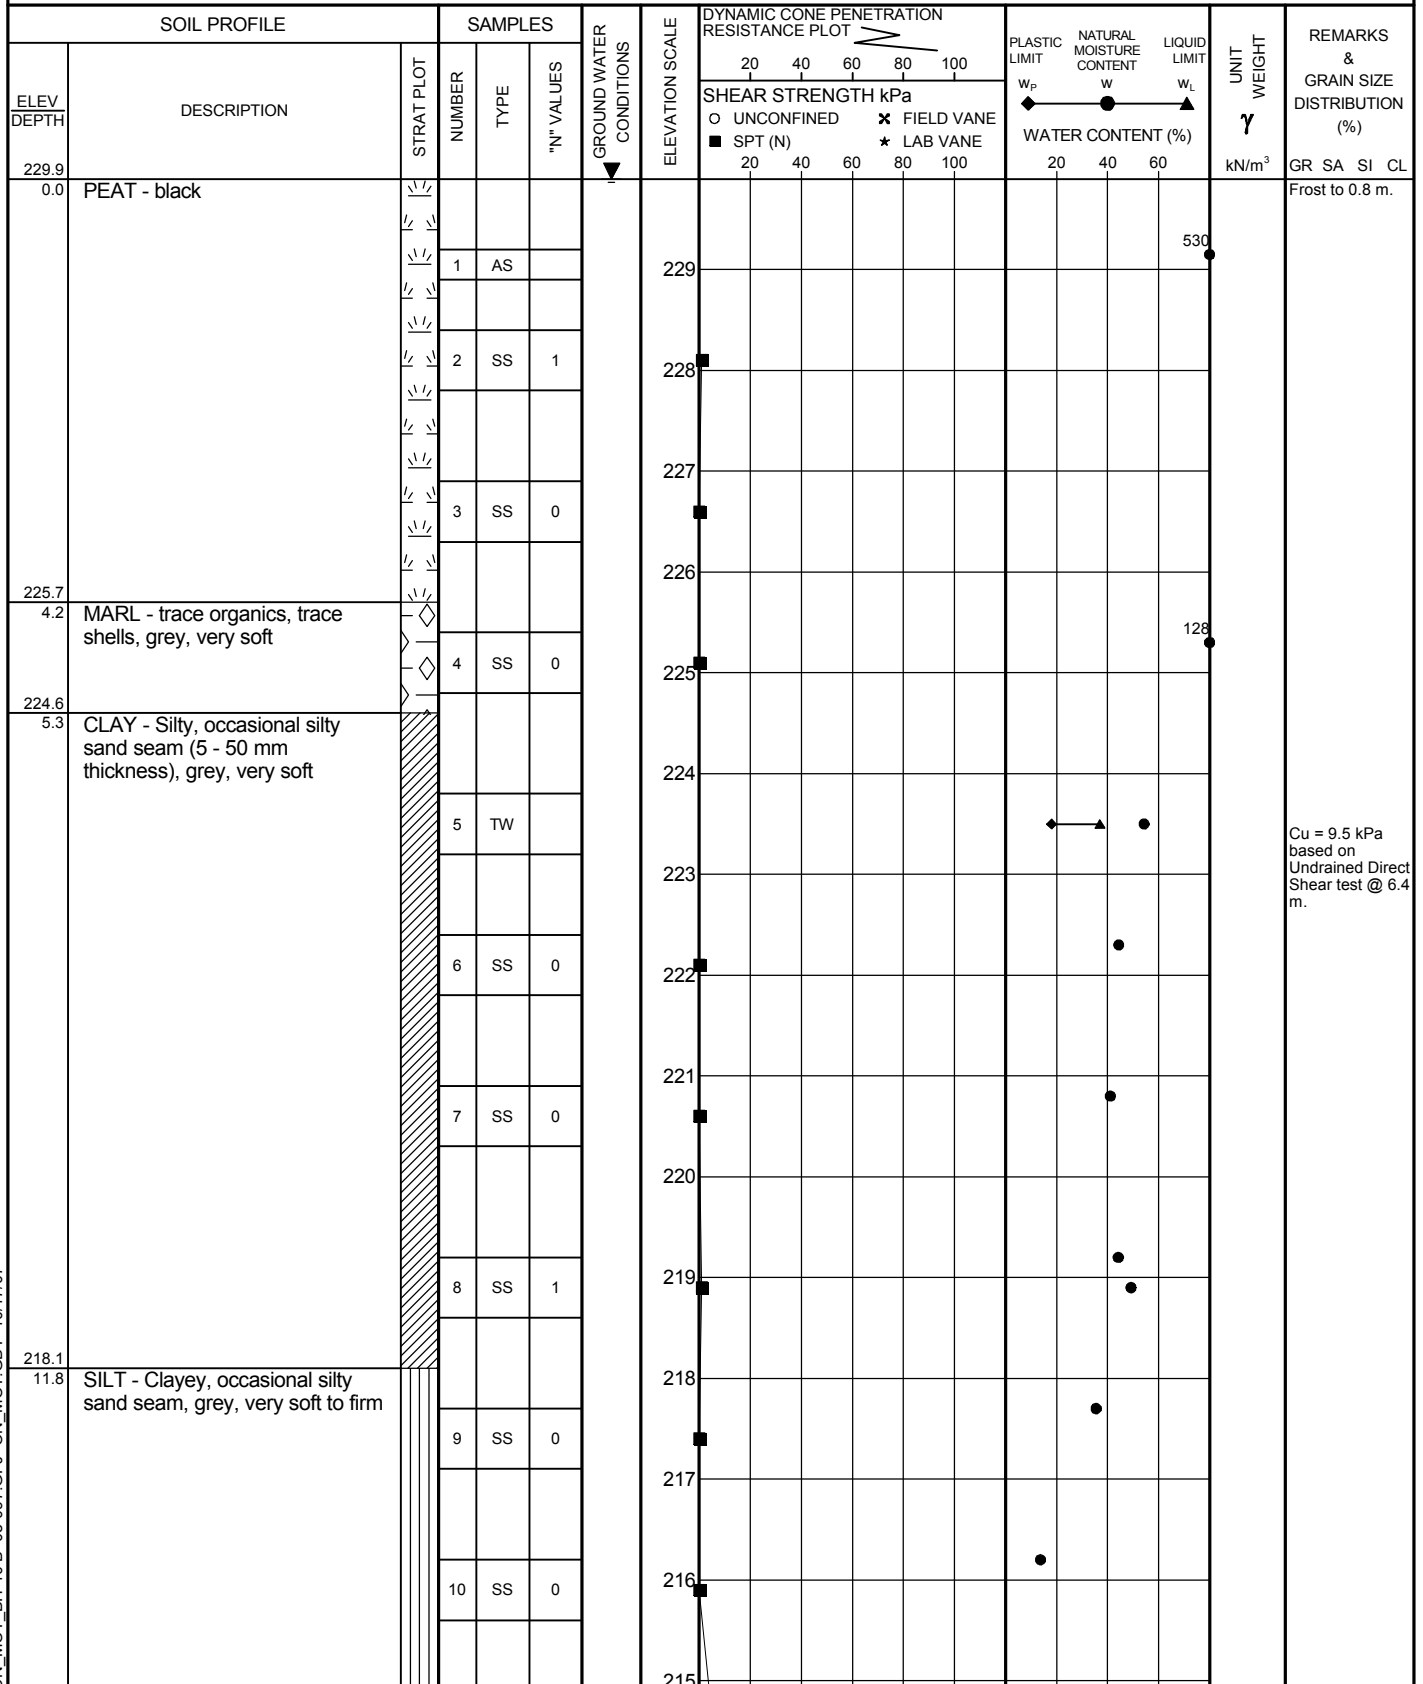 SOIL PROFILE
SAMPLES
GROUND WATER
CONDITIONS
ELEVATION SCALE
DYNAMIC CONE PENETRATION
RESISTANCE PLOT
20 40 60 80 100
SHEAR STRENGTH kPa
UNCONFINED
FIELD VANE
SPT (N)
LAB VANE
20 40 60 80 100
PLASTIC
LIMIT
NATURAL
MOISTURE
CONTENT
LIQUID
LIMIT
WP
W
WL
WATER CONTENT (%)
20 40 60
UNIT
WEIGHT
γ
kN/m³
REMARKS
&
GRAIN SIZE
DISTRIBUTION
(%)
GR SA SI CL
ELEV
DEPTH
DESCRIPTION
STRAT PLOT
NUMBER
TYPE
"N" VALUES
229.9
0.0
PEAT - black
Frost to 0.8 m.
530
1 AS
229
2 SS 1
228
227
3 SS 0
226
225.7
4.2
MARL - trace organics, trace
shells, grey, very soft
128
4 SS 0
225
224.6
5.3
CLAY - Silty, occasional silty
sand seam (5 - 50 mm
thickness), grey, very soft
224
5 TW
Cu = 9.5 kPa
based on
Undrained Direct
Shear test @ 6.4
m.
223
6 SS 0
222
221
7 SS 0
220
219
8 SS 1
218.1
11.8
SILT - Clayey, occasional silty
sand seam, grey, very soft to firm
218
9 SS 0
217
216
10 SS 0
215